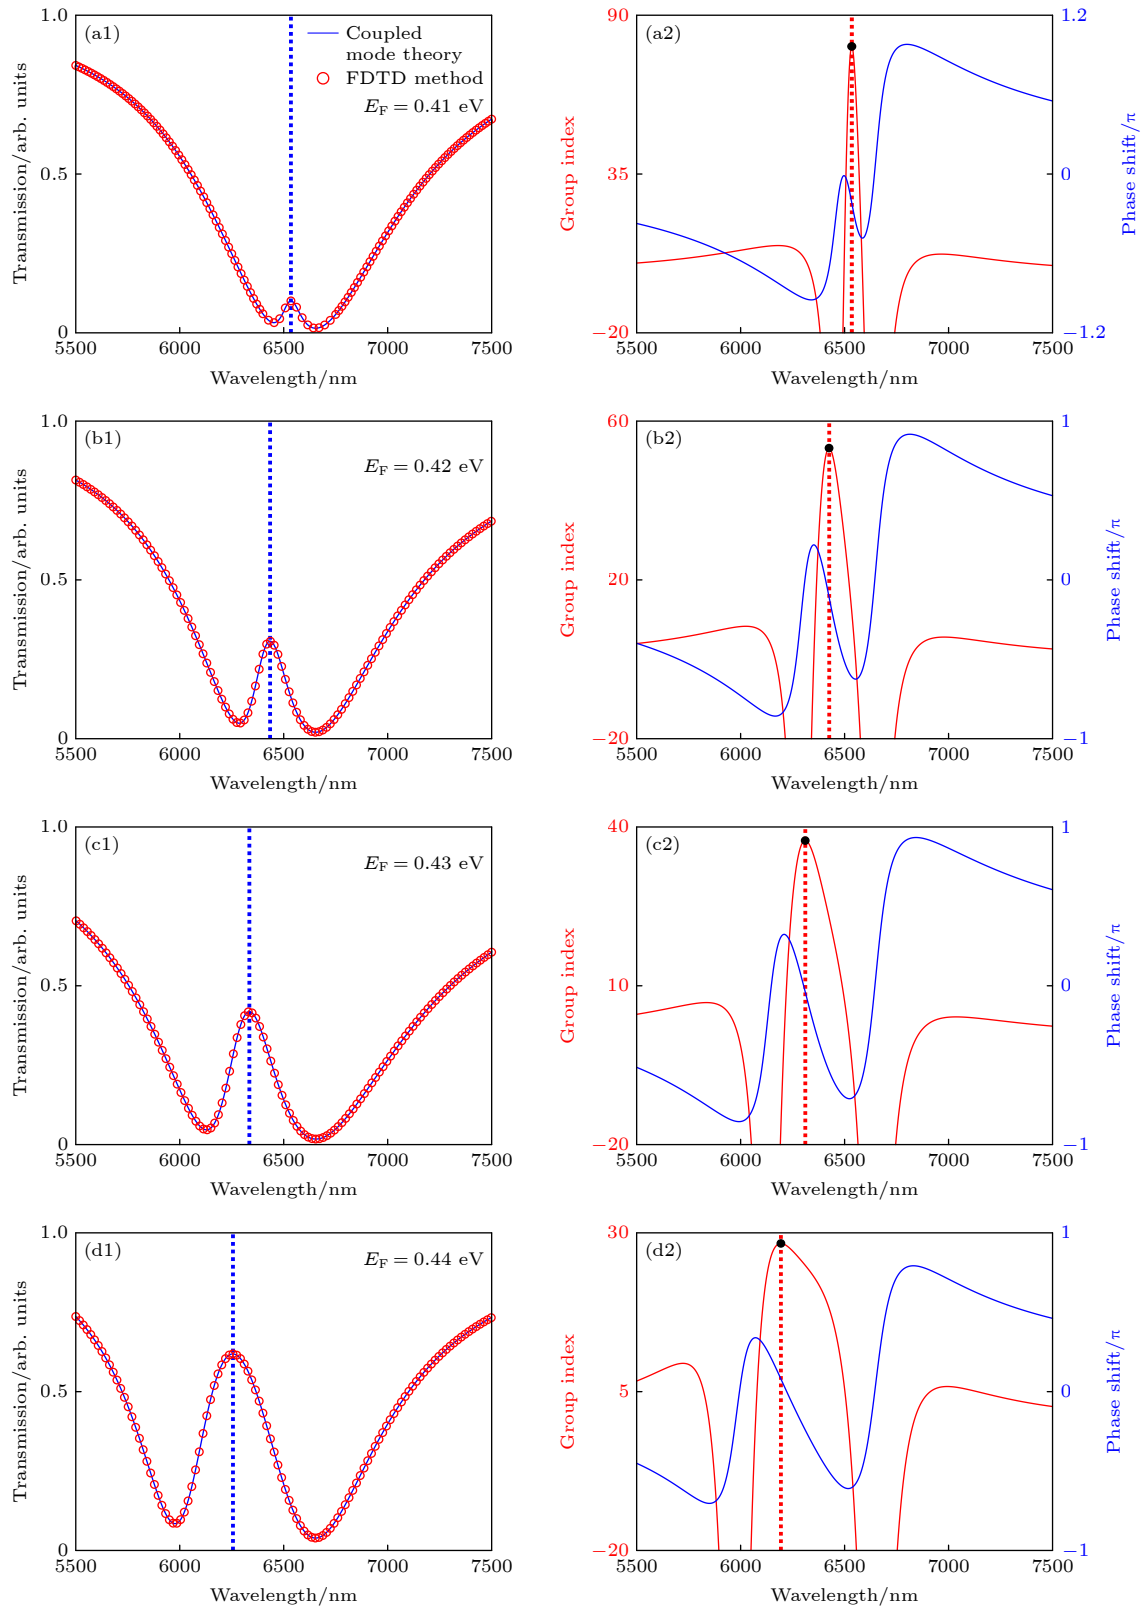 (a1)
Coupled
mode theory
FDTD method
E_F = 0.41 eV
Transmission/arb. units
1.0
0.5
0
5500 6000 6500 7000 7500
Wavelength/nm
(a2)
Group index
90
35
−20
Phase shift/π
1.2
0
−1.2
5500 6000 6500 7000 7500
Wavelength/nm
(b1)
E_F = 0.42 eV
Transmission/arb. units
1.0
0.5
0
5500 6000 6500 7000 7500
Wavelength/nm
(b2)
Group index
60
20
−20
Phase shift/π
1
0
−1
5500 6000 6500 7000 7500
Wavelength/nm
(c1)
E_F = 0.43 eV
Transmission/arb. units
1.0
0.5
0
5500 6000 6500 7000 7500
Wavelength/nm
(c2)
Group index
40
10
−20
Phase shift/π
1
0
−1
5500 6000 6500 7000 7500
Wavelength/nm
(d1)
E_F = 0.44 eV
Transmission/arb. units
1.0
0.5
0
5500 6000 6500 7000 7500
Wavelength/nm
(d2)
Group index
30
5
−20
Phase shift/π
1
0
−1
5500 6000 6500 7000 7500
Wavelength/nm